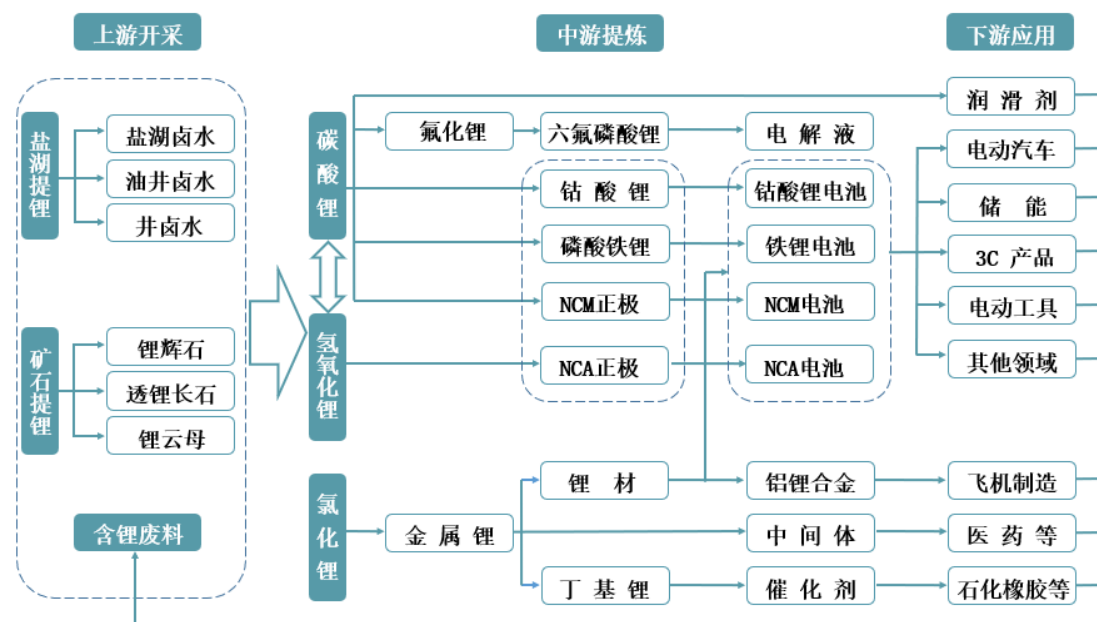 上游开采
中游提炼
下游应用
盐湖提锂
盐湖卤水
油井卤水
井卤水
矿石提锂
锂辉石
透锂长石
锂云母
含锂废料
碳酸锂
氢氧化锂
氯化锂
氟化锂
六氟磷酸锂
电解液
钴酸锂
钴酸锂电池
磷酸铁锂
铁锂电池
NCM正极
NCM电池
NCA正极
NCA电池
金属锂
锂材
铝锂合金
中间体
丁基锂
催化剂
润滑剂
电动汽车
储能
3C 产品
电动工具
其他领域
飞机制造
医药等
石化橡胶等